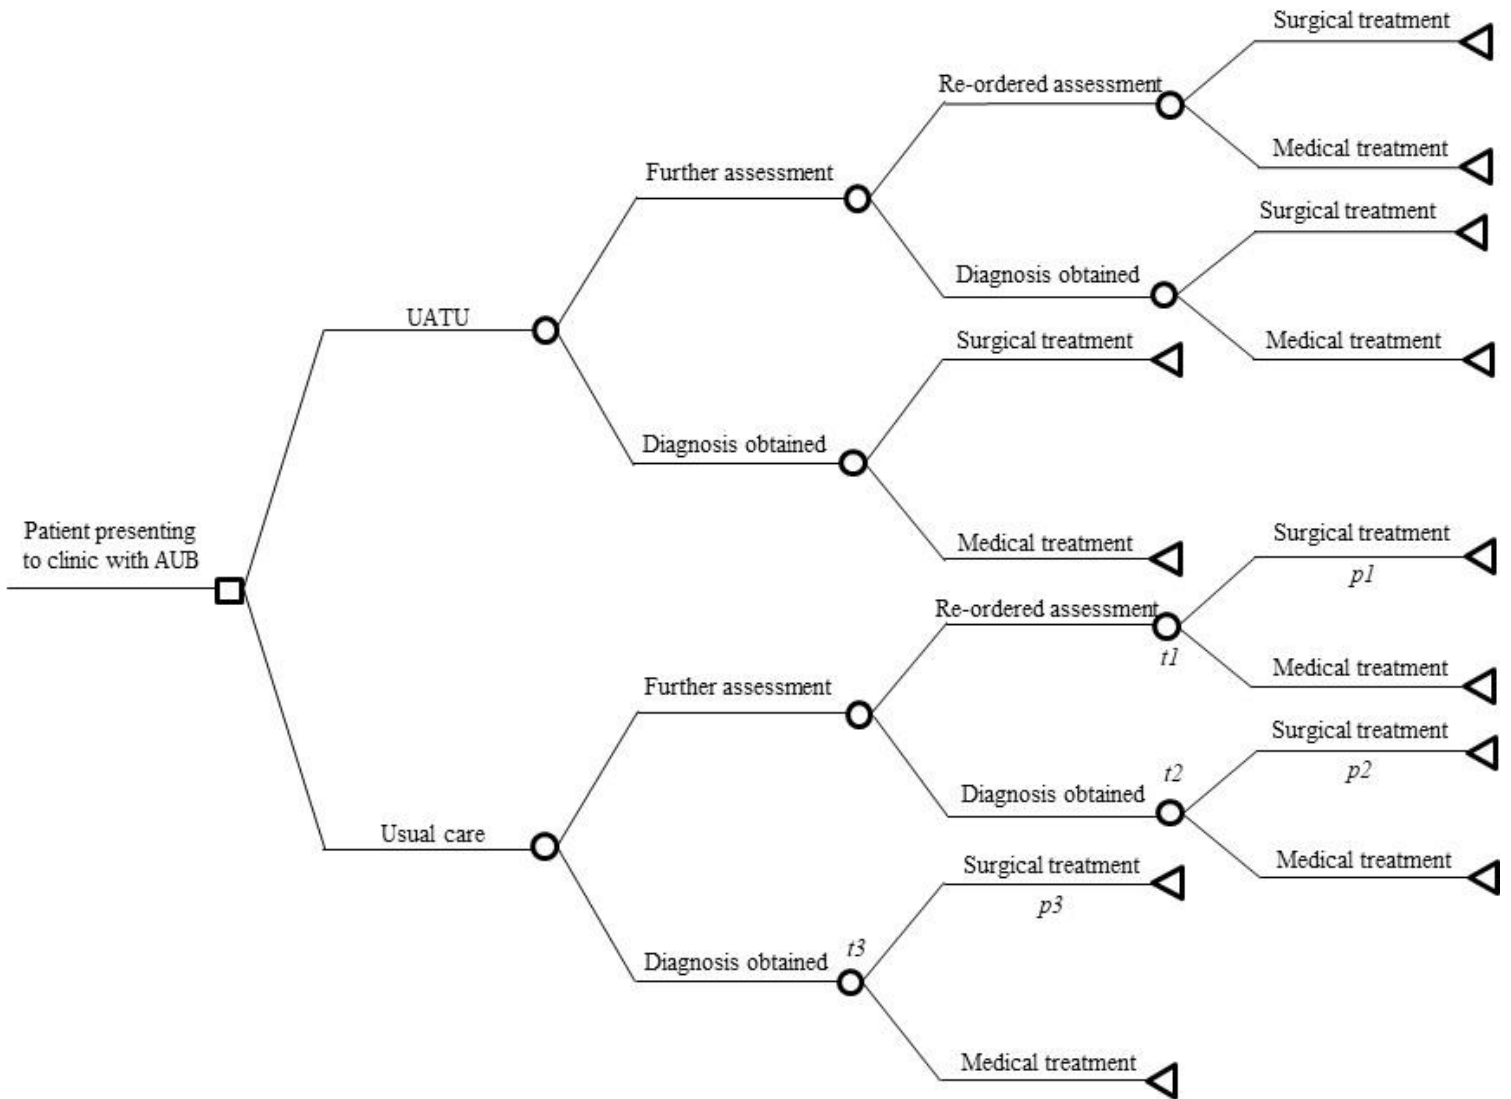 Surgical treatment
Re-ordered assessment
Medical treatment
Further assessment
Surgical treatment
Diagnosis obtained
UATU
Surgical treatment
Medical treatment
Diagnosis obtained
Patient presenting
to clinic with AUB
Medical treatment
Surgical treatment
p1
Re-ordered assessment
t1
Medical treatment
Further assessment
Surgical treatment
p2
t2
Diagnosis obtained
Usual care
Medical treatment
Surgical treatment
p3
t3
Diagnosis obtained
Medical treatment